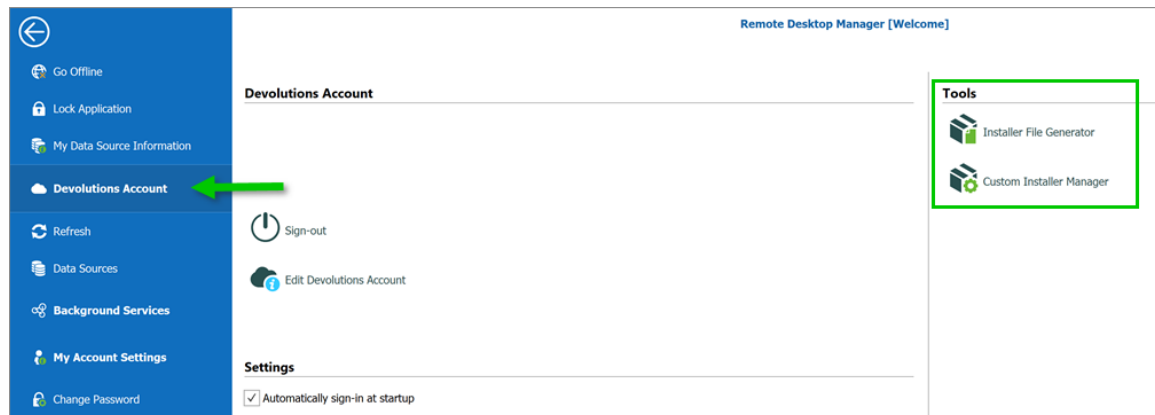 Remote Desktop Manager [Welcome]
Go Offline
Lock Application
My Data Source Information
Devolutions Account
Refresh
Data Sources
Background Services
My Account Settings
Change Password
Devolutions Account
Sign-out
Edit Devolutions Account
Settings
Automatically sign-in at startup
Tools
Installer File Generator
Custom Installer Manager